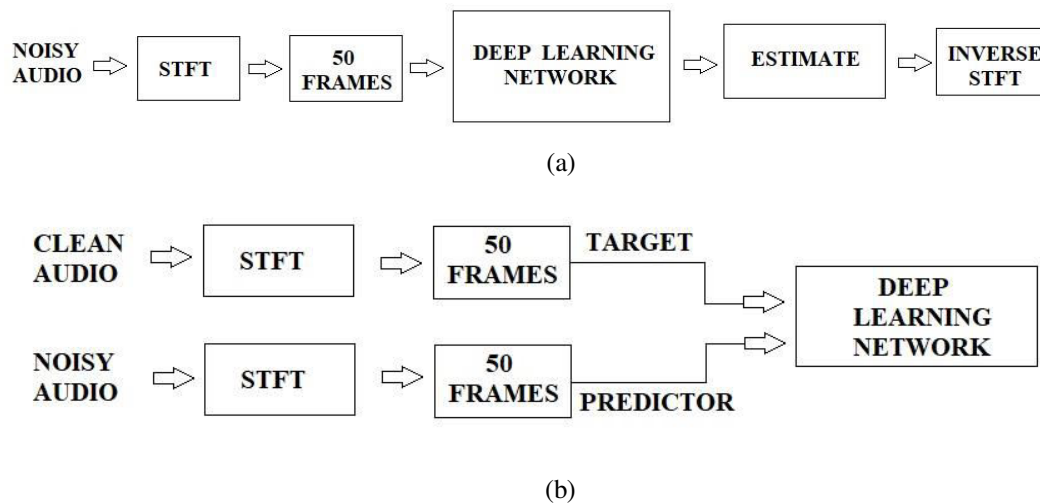 NOISY
AUDIO
STFT
50
FRAMES
DEEP LEARNING
NETWORK
ESTIMATE
INVERSE
STFT
(a)
CLEAN
AUDIO
STFT
50
FRAMES
TARGET
NOISY
AUDIO
STFT
50
FRAMES
PREDICTOR
DEEP
LEARNING
NETWORK
(b)